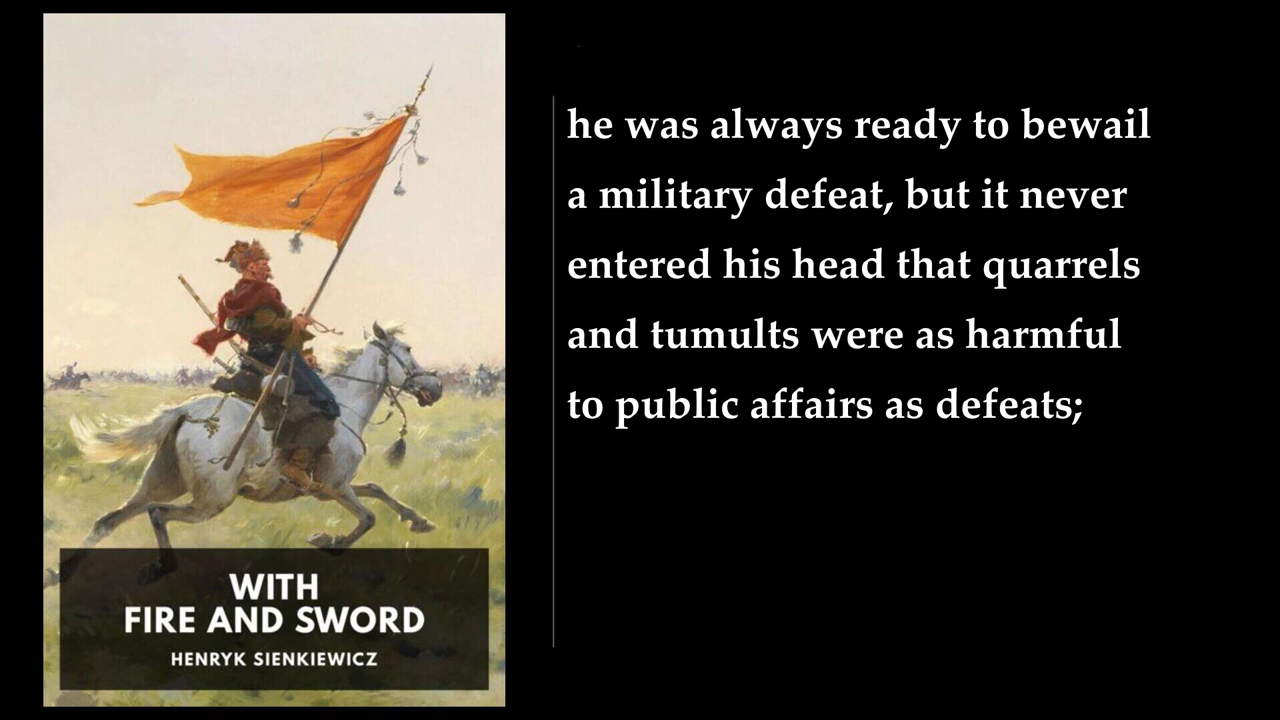 WITH
FIRE AND SWORD
HENRYK SIENKIEWICZ
he was always ready to bewail
a military defeat, but it never
entered his head that quarrels
and tumults were as harmful
to public affairs as defeats;